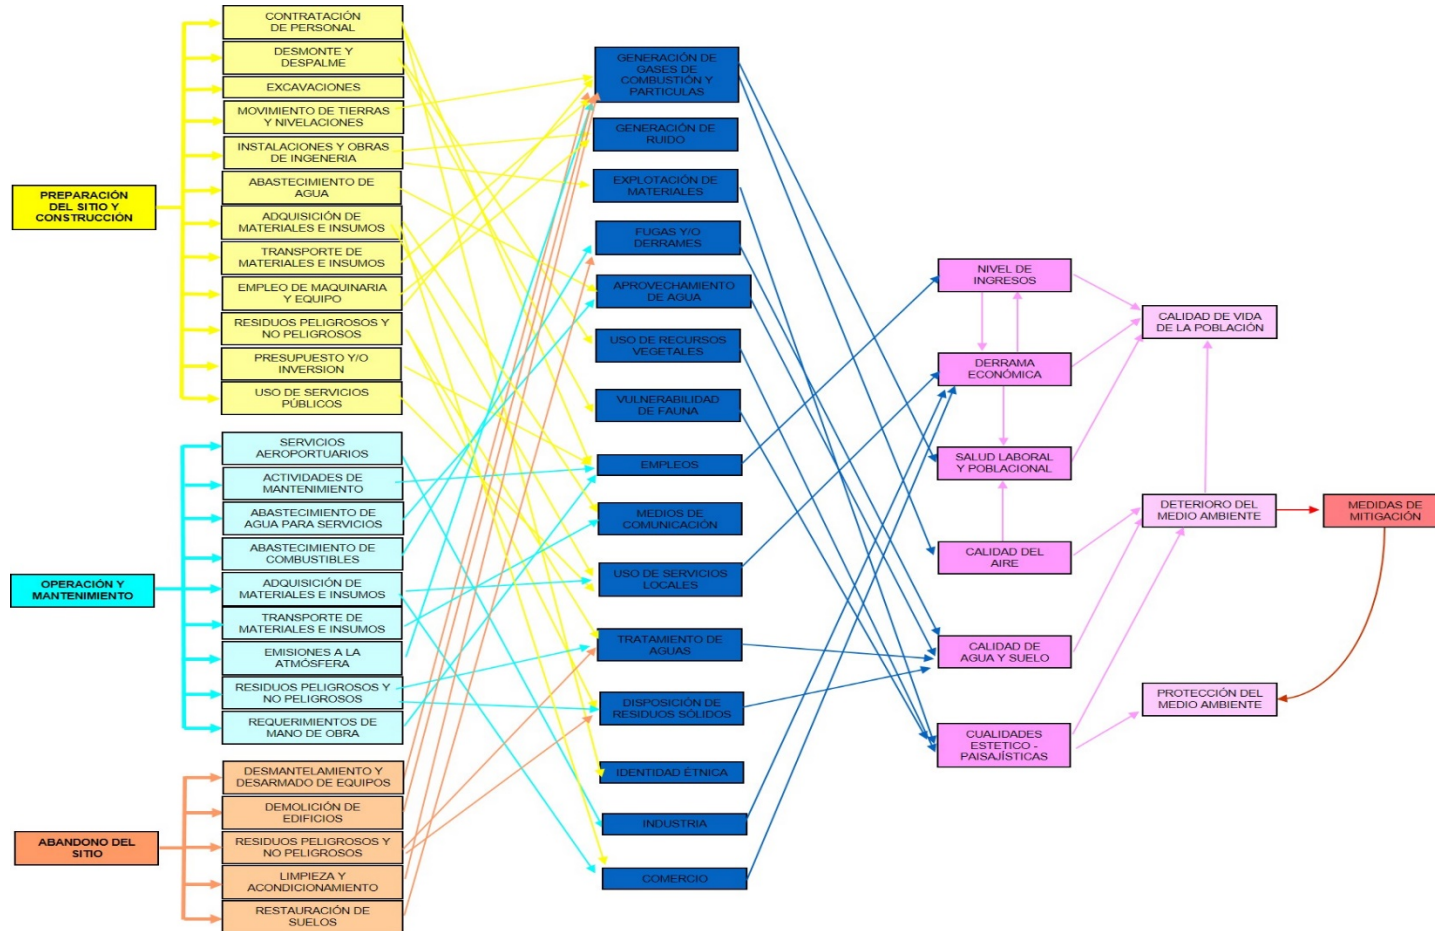 PREPARACIÓN
DEL SITIO Y
CONSTRUCCIÓN
CONTRATACIÓN
DE PERSONAL
DESMONTE Y
DESPALME
EXCAVACIONES
MOVIMIENTO DE TIERRAS
Y NIVELACIONES
INSTALACIONES Y OBRAS
DE INGENERIA
ABASTECIMIENTO DE
AGUA
ADQUISICIÓN DE
MATERIALES E INSUMOS
TRANSPORTE DE
MATERIALES E INSUMOS
EMPLEO DE MAQUINARIA
Y EQUIPO
RESIDUOS PELIGROSOS Y
NO PELIGROSOS
PRESUPUESTO Y/O
INVERSION
USO DE SERVICIOS
PÚBLICOS
OPERACIÓN Y
MANTENIMIENTO
SERVICIOS
AEROPORTUARIOS
ACTIVIDADES DE
MANTENIMIENTO
ABASTECIMIENTO DE
AGUA PARA SERVICIOS
ABASTECIMIENTO DE
COMBUSTIBLES
ADQUISICIÓN DE
MATERIALES E INSUMOS
TRANSPORTE DE
MATERIALES E INSUMOS
EMISIONES A LA
ATMÓSFERA
RESIDUOS PELIGROSOS Y
NO PELIGROSOS
REQUERIMIENTOS DE
MANO DE OBRA
ABANDONO DEL
SITIO
DESMANTELAMIENTO Y
DESARMADO DE EQUIPOS
DEMOLICIÓN DE
EDIFICIOS
RESIDUOS PELIGROSOS Y
NO PELIGROSOS
LIMPIEZA Y
ACONDICIONAMIENTO
RESTAURACIÓN DE
SUELOS
GENERACIÓN DE
GASES DE
COMBUSTIÓN Y
PARTICULAS
GENERACIÓN DE
RUIDO
EXPLOTACIÓN DE
MATERIALES
FUGAS Y/O
DERRAMES
APROVECHAMIENTO
DE AGUA
USO DE RECURSOS
VEGETALES
VULNERABILIDAD
DE FAUNA
EMPLEOS
MEDIOS DE
COMUNICACIÓN
USO DE SERVICIOS
LOCALES
TRATAMIENTO DE
AGUAS
DISPOSICIÓN DE
RESIDUOS SÓLIDOS
IDENTIDAD ÉTNICA
INDUSTRIA
COMERCIO
NIVEL DE
INGRESOS
DERRAMA
ECONÓMICA
SALUD LABORAL
Y POBLACIONAL
CALIDAD DEL
AIRE
CALIDAD DE
AGUA Y SUELO
CUALIDADES
ESTETICO -
PAISAJÍSTICAS
CALIDAD DE VIDA
DE LA POBLACIÓN
DETERIORO DEL
MEDIO AMBIENTE
PROTECCIÓN DEL
MEDIO AMBIENTE
MEDIDAS DE
MITIGACIÓN